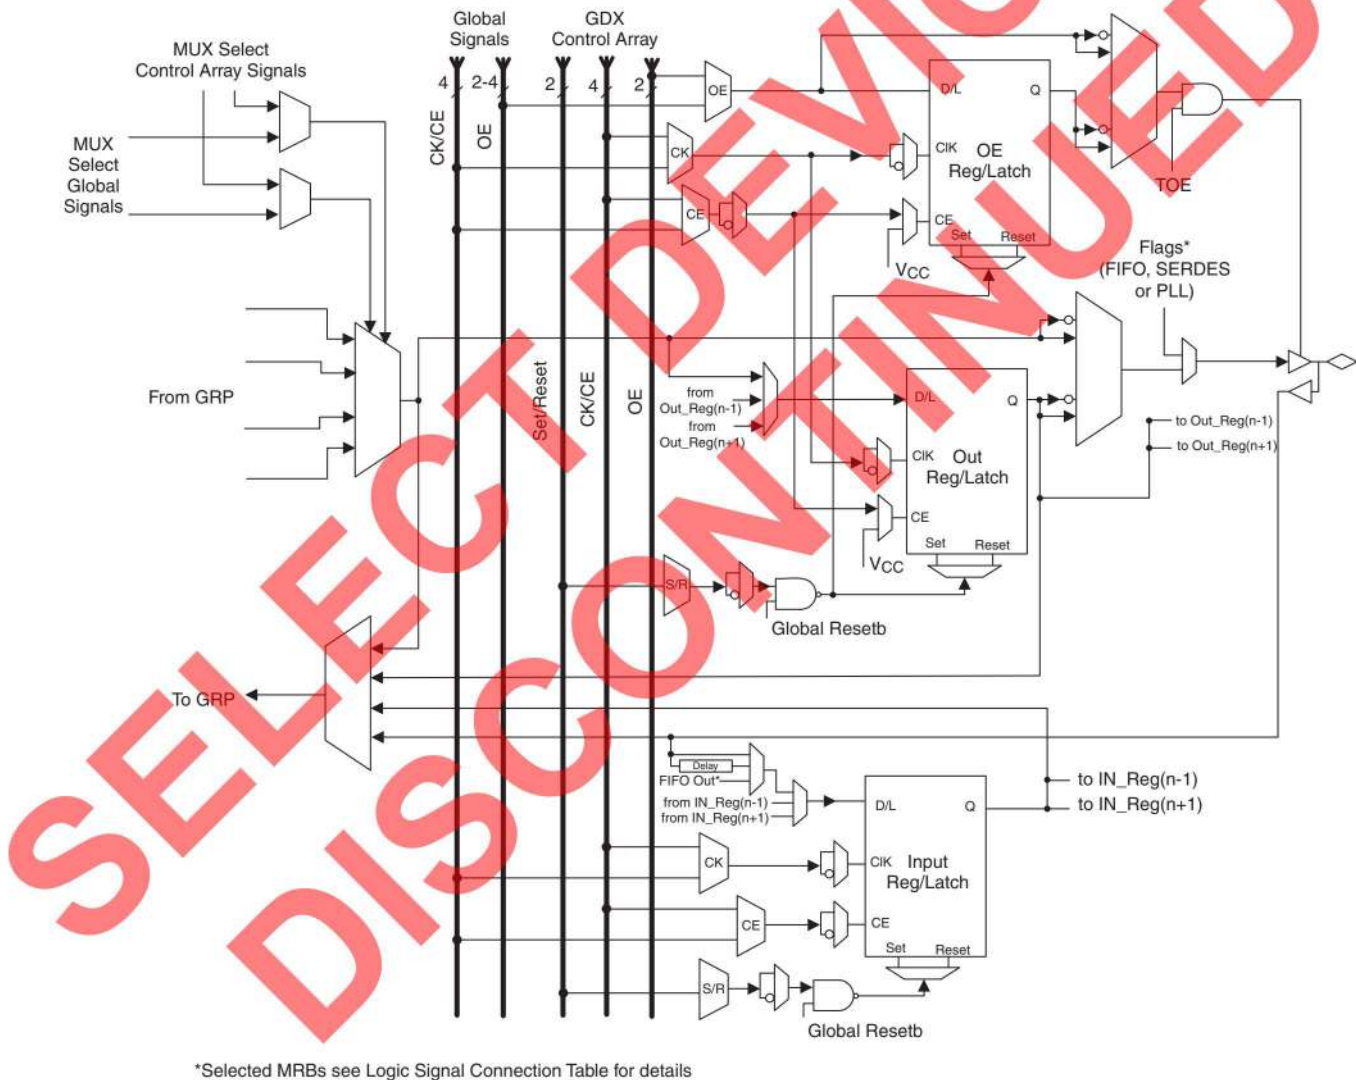 Global
Signals
GDX
Control Array
MUX Select
Control Array Signals
4
2-4
2
4
2
OE
D/L
Q
CK/CE
OE
MUX
Select
Global
Signals
CK
ClK
OE
Reg/Latch
TOE
CE
CE
Set
Reset
VCC
Flags*
(FIFO, SERDES
or PLL)
From GRP
Set/Reset
CK/CE
OE
from
Out_Reg(n-1)
from
Out_Reg(n+1)
D/L
Q
to Out_Reg(n-1)
to Out_Reg(n+1)
ClK
Out
Reg/Latch
CE
VCC
Set
Reset
S/R
Global Resetb
To GRP
Delay
FIFO Out*
from IN_Reg(n-1)
from IN_Reg(n+1)
D/L
Q
to IN_Reg(n-1)
to IN_Reg(n+1)
CK
ClK
Input
Reg/Latch
CE
CE
Set
Reset
S/R
Global Resetb
*Selected MRBs see Logic Signal Connection Table for details
SELECT DEVIC
DISCONTINUED